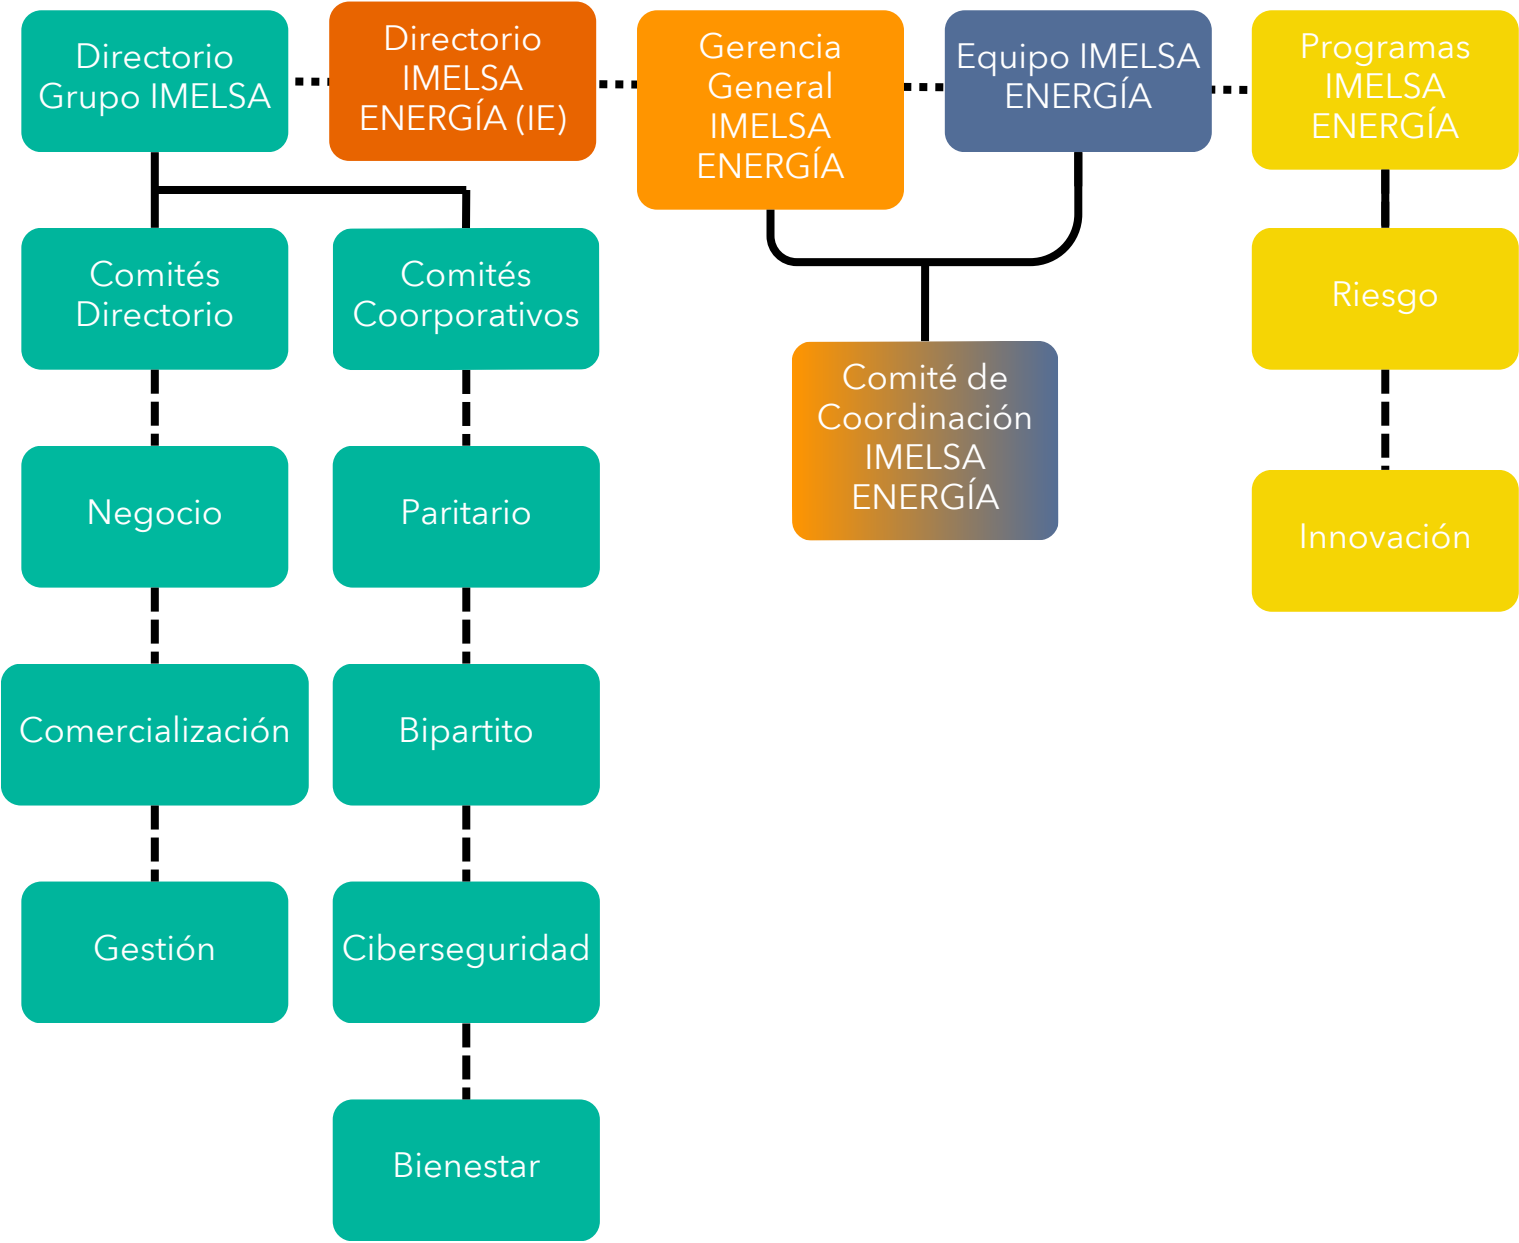 Directorio
Grupo IMELSA
Directorio
IMELSA
ENERGÍA (IE)
Gerencia
General
IMELSA
ENERGÍA
Equipo IMELSA
ENERGÍA
Programas
IMELSA
ENERGÍA
Comités
Directorio
Comités
Coorporativos
Riesgo
Comité de
Coordinación
IMELSA
ENERGÍA
Negocio
Paritario
Innovación
Comercialización
Bipartito
Gestión
Ciberseguridad
Bienestar